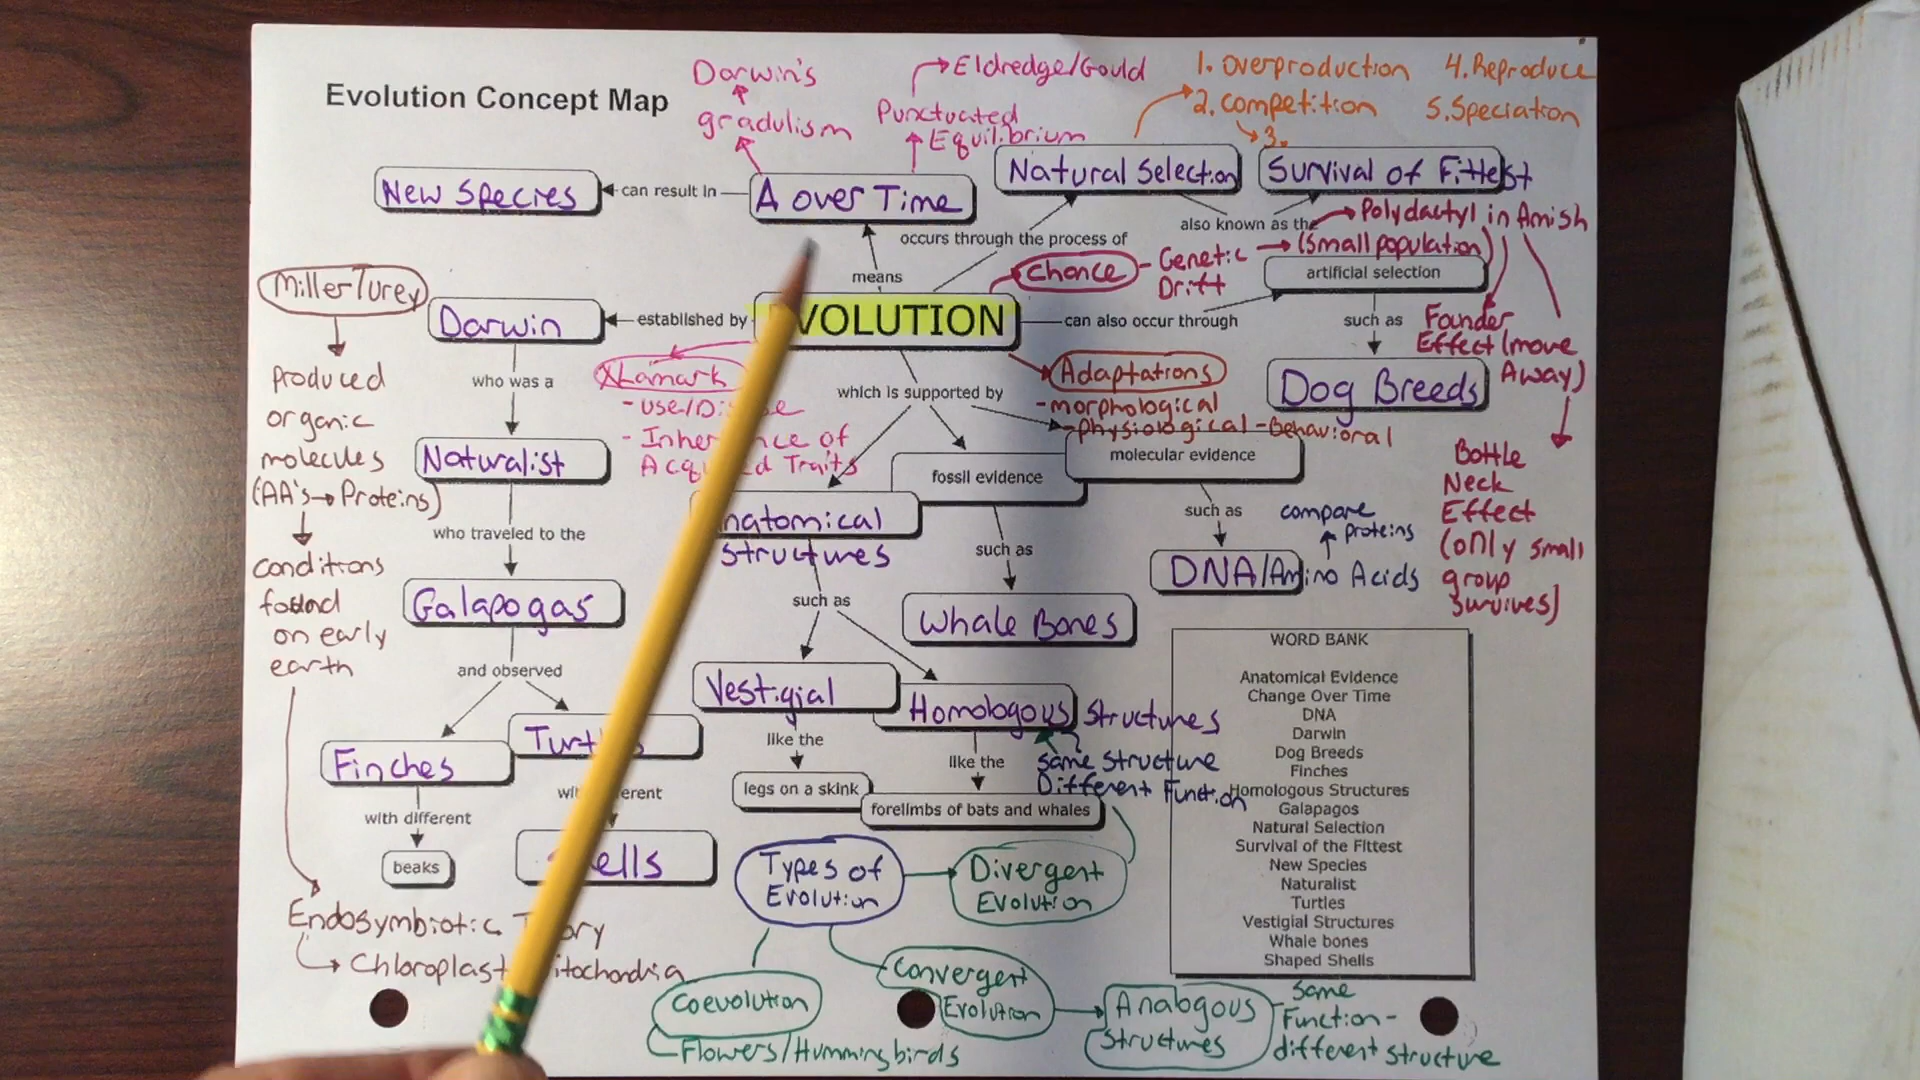 Evolution Concept Map
Darwin's
gradulism
Eldredge/Gould
Punctuated
Equilibrium
1. overproduction
2. competition
3.
4. Reproduce
5. Speciation
New Species
can result in
Δ over Time
Natural Selection
Survival of Fittest
also known as the
occurs through the process of
means
Polydactyl in Amish
(small population)
Chance - Genetic
Drift
artificial selection
Miller/Urey
Darwin
established by
VOLUTION
can also occur through
such as
Founder
Effect (move
Away)
produced
organic
molecules
(AA's → Proteins)
who was a
XLamark
- Use/D
- Inher nce of
Acqu d Traits
which is supported by
Adaptations
- morphological
- physiological - Behavioral
Dog Breeds
Naturalist
fossil evidence
molecular evidence
Bottle
Neck
Effect
(only small
group
survives)
natomical
structures
who traveled to the
such as
such as
compare
proteins
DNA/Amino Acids
conditions
found
on early
earth
Galapogas
such as
Whale Bones
and observed
Vestigial
Homologous Structures
same structure
Different Function
Finches
Turt
like the
like the
legs on a skink
forelimbs of bats and whales
with different
beaks
wit erent
ells
Types of
Evolution
Divergent
Evolution
WORD BANK
Anatomical Evidence
Change Over Time
DNA
Darwin
Dog Breeds
Finches
Homologous Structures
Galapagos
Natural Selection
Survival of the Fittest
New Species
Naturalist
Turtles
Vestigial Structures
Whale bones
Shaped Shells
Endosymbiotic T ory
Chloroplast itochondria
Coevolution
Flowers/Hummingbirds
Convergent
Evolution
Analogous
Structures
Same
Function -
different structure